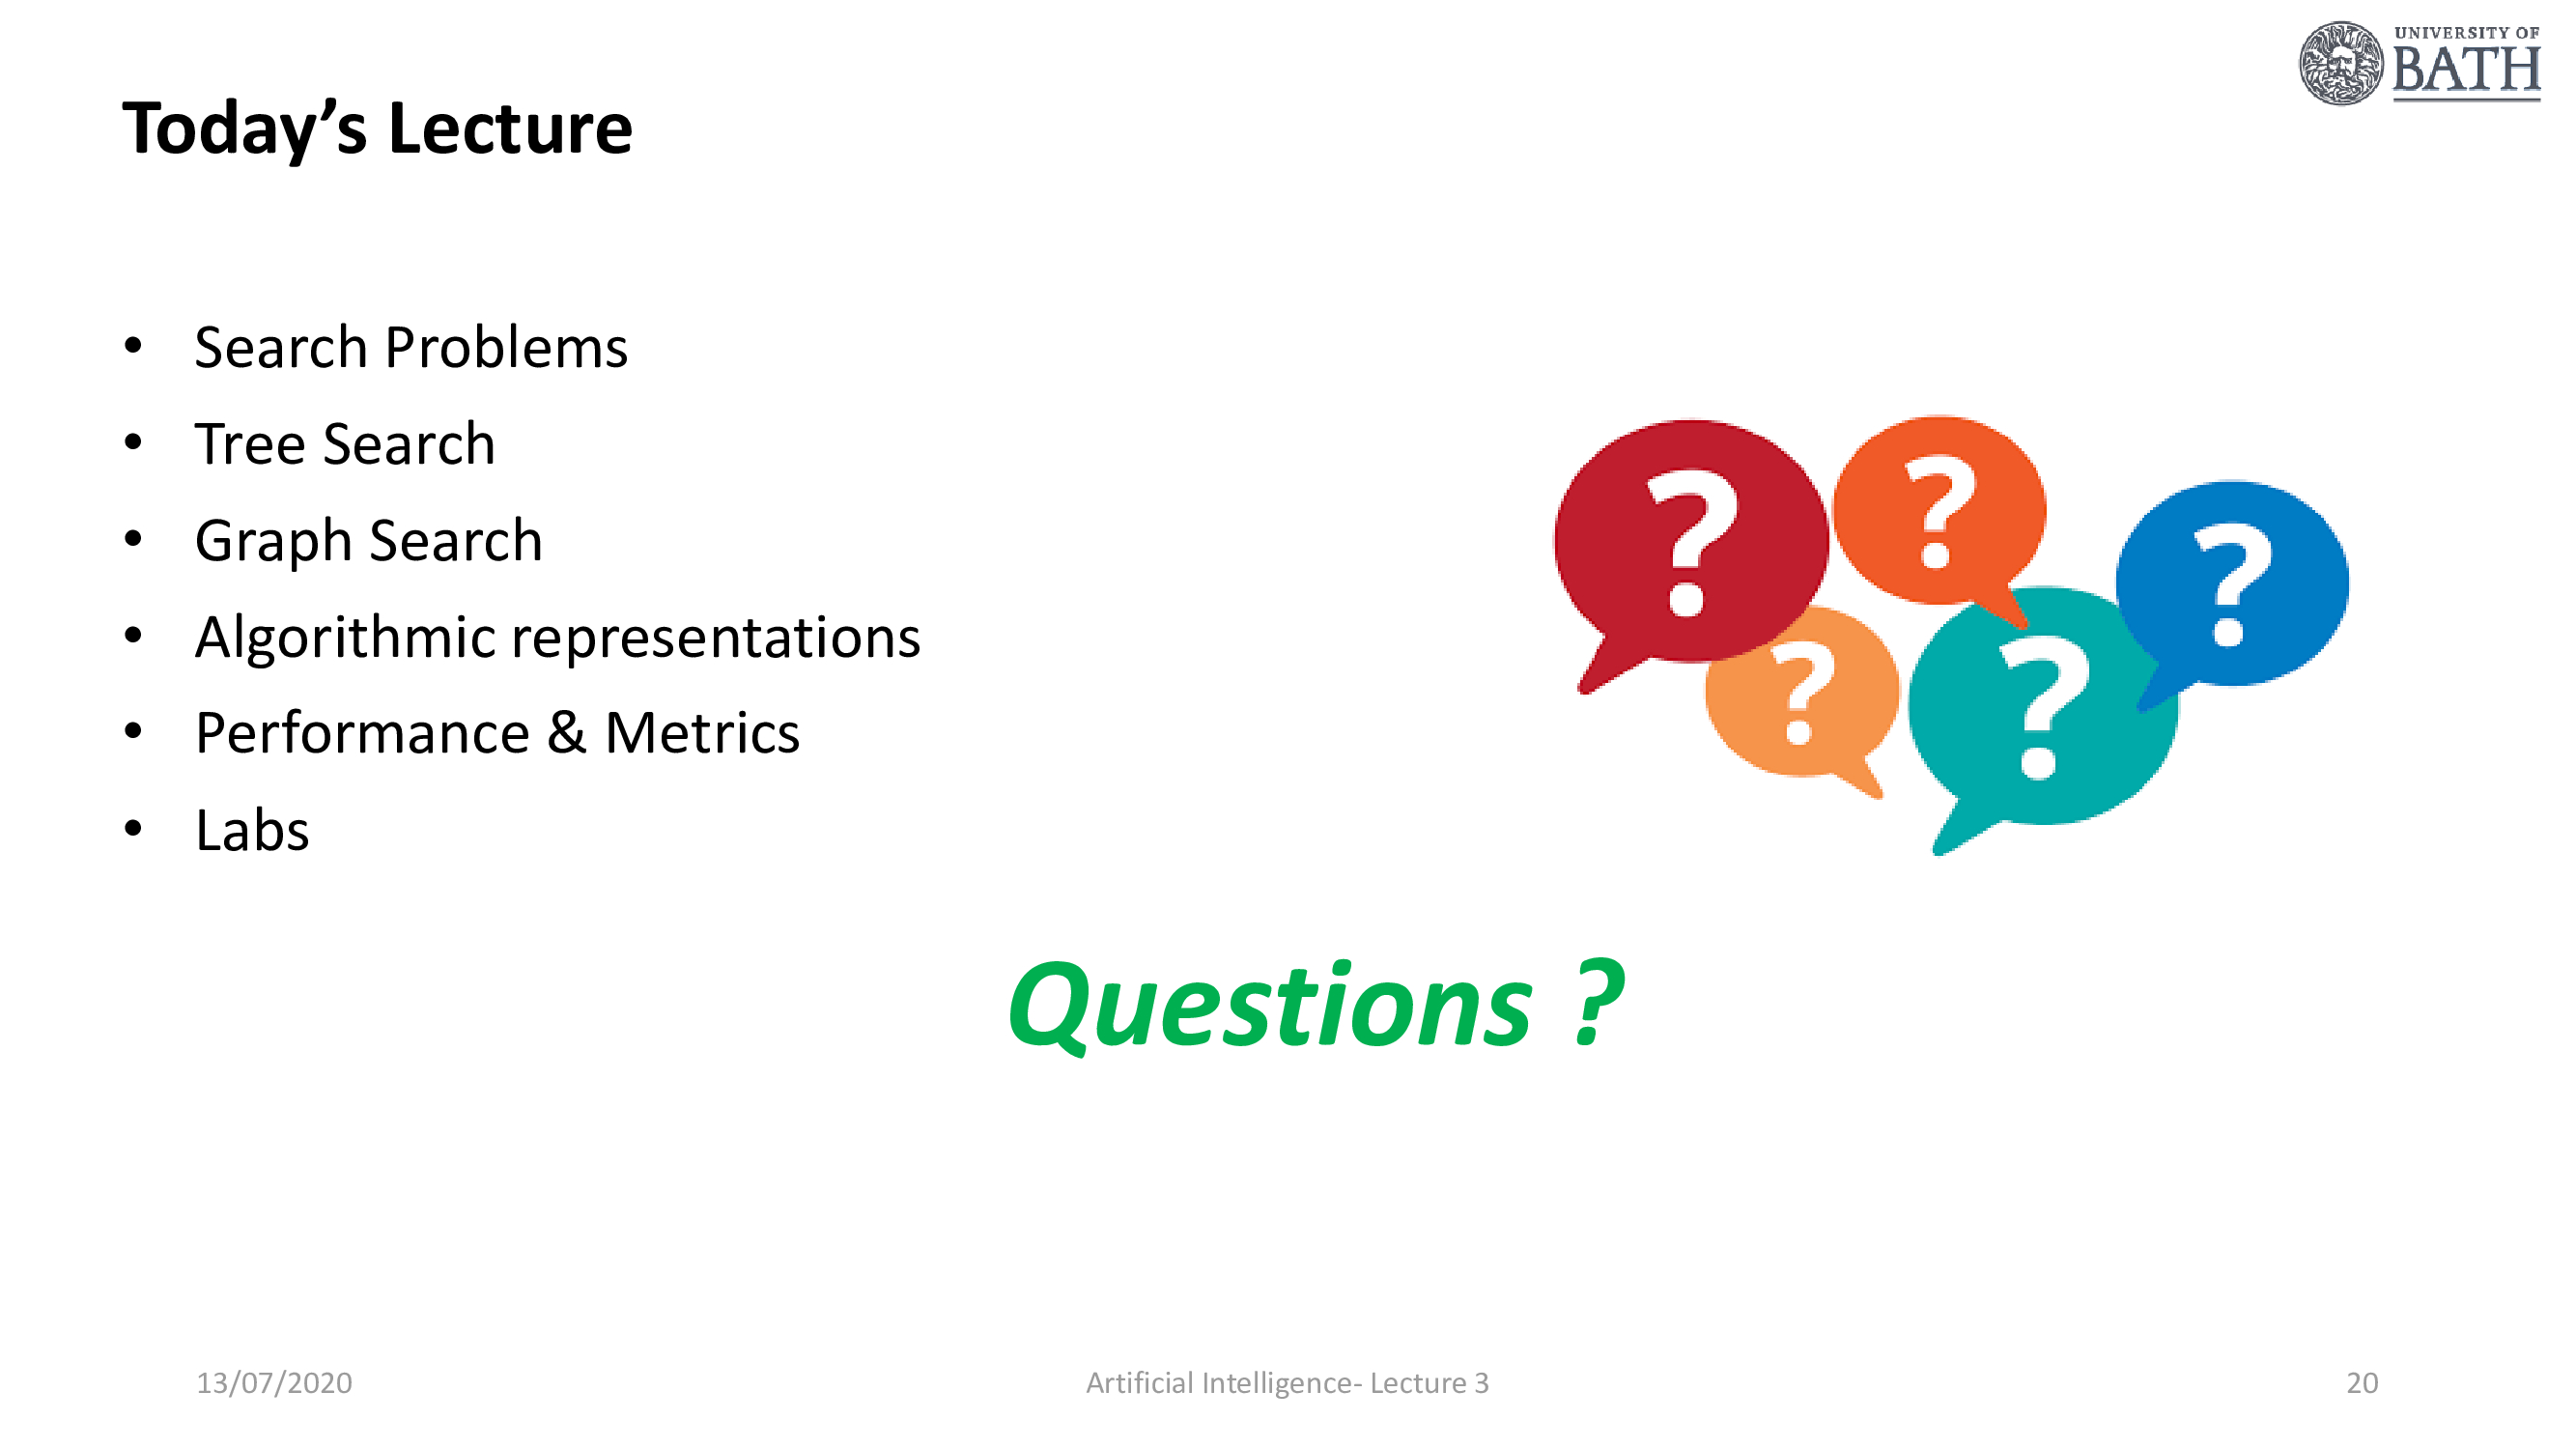 UNIVERSITY OF
BATH
Today’s Lecture
• Search Problems
• Tree Search
• Graph Search
• Algorithmic representations
• Performance & Metrics
• Labs
?
?
?
?
?
Questions ?
13/07/2020
Artificial Intelligence- Lecture 3
20